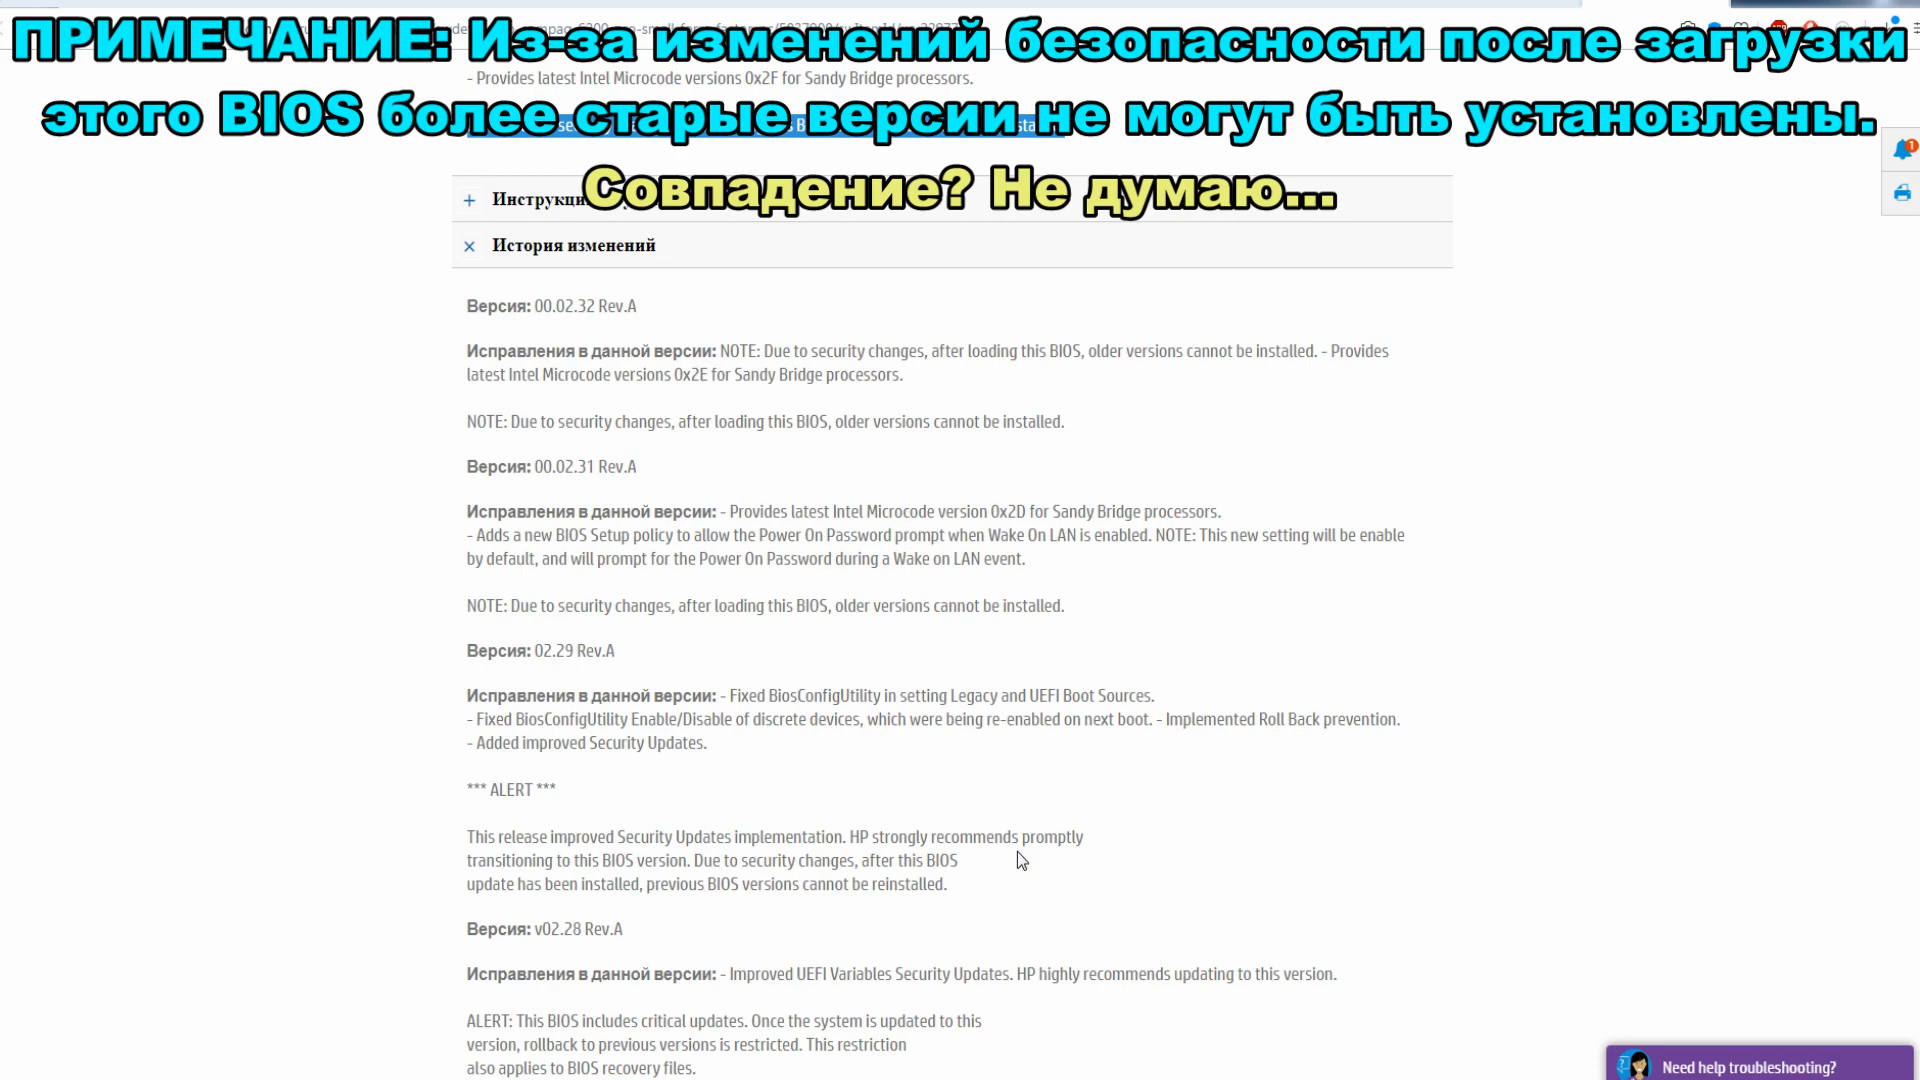 ПРИМЕЧАНИЕ: Из-за изменений безопасности после загрузки
- Provides latest Intel Microcode versions 0x2F for Sandy Bridge processors.
этого BIOS более старые версии не могут быть установлены.
Совпадение? Не думаю...
+ Инструкци
× История изменений
Версия: 00.02.32 Rev.A
Исправления в данной версии: NOTE: Due to security changes, after loading this BIOS, older versions cannot be installed. - Provides
latest Intel Microcode versions 0x2E for Sandy Bridge processors.
NOTE: Due to security changes, after loading this BIOS, older versions cannot be installed.
Версия: 00.02.31 Rev.A
Исправления в данной версии: - Provides latest Intel Microcode version 0x2D for Sandy Bridge processors.
- Adds a new BIOS Setup policy to allow the Power On Password prompt when Wake On LAN is enabled. NOTE: This new setting will be enable
by default, and will prompt for the Power On Password during a Wake on LAN event.
NOTE: Due to security changes, after loading this BIOS, older versions cannot be installed.
Версия: 02.29 Rev.A
Исправления в данной версии: - Fixed BiosConfigUtility in setting Legacy and UEFI Boot Sources.
- Fixed BiosConfigUtility Enable/Disable of discrete devices, which were being re-enabled on next boot. - Implemented Roll Back prevention.
- Added improved Security Updates.
*** ALERT ***
This release improved Security Updates implementation. HP strongly recommends promptly
transitioning to this BIOS version. Due to security changes, after this BIOS
update has been installed, previous BIOS versions cannot be reinstalled.
Версия: v02.28 Rev.A
Исправления в данной версии: - Improved UEFI Variables Security Updates. HP highly recommends updating to this version.
ALERT: This BIOS includes critical updates. Once the system is updated to this
version, rollback to previous versions is restricted. This restriction
also applies to BIOS recovery files.
Need help troubleshooting?
1